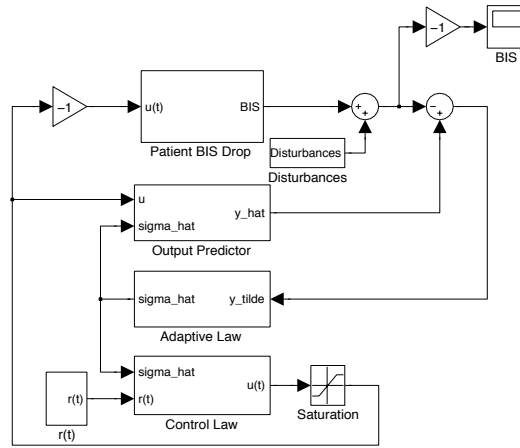 −1
BIS
−1
u(t)
BIS
+
+
−
+
Patient BIS Drop
Disturbances
Disturbances
u
y_hat
sigma_hat
Output Predictor
sigma_hat
y_tilde
Adaptive Law
sigma_hat
u(t)
r(t)
r(t)
Control Law
Saturation
r(t)